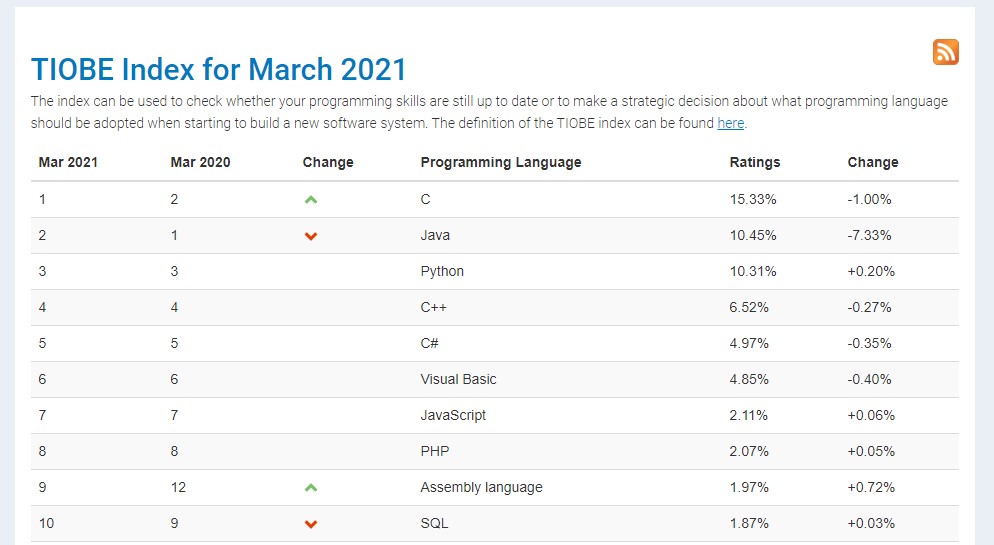 TIOBE Index for March 2021
The index can be used to check whether your programming skills are still up to date or to make a strategic decision about what programming language
should be adopted when starting to build a new software system. The definition of the TIOBE index can be found here.
Mar 2021 Mar 2020 Change Programming Language Ratings Change
1 2 C 15.33% -1.00%
2 1 Java 10.45% -7.33%
3 3 Python 10.31% +0.20%
4 4 C++ 6.52% -0.27%
5 5 C# 4.97% -0.35%
6 6 Visual Basic 4.85% -0.40%
7 7 JavaScript 2.11% +0.06%
8 8 PHP 2.07% +0.05%
9 12 Assembly language 1.97% +0.72%
10 9 SQL 1.87% +0.03%